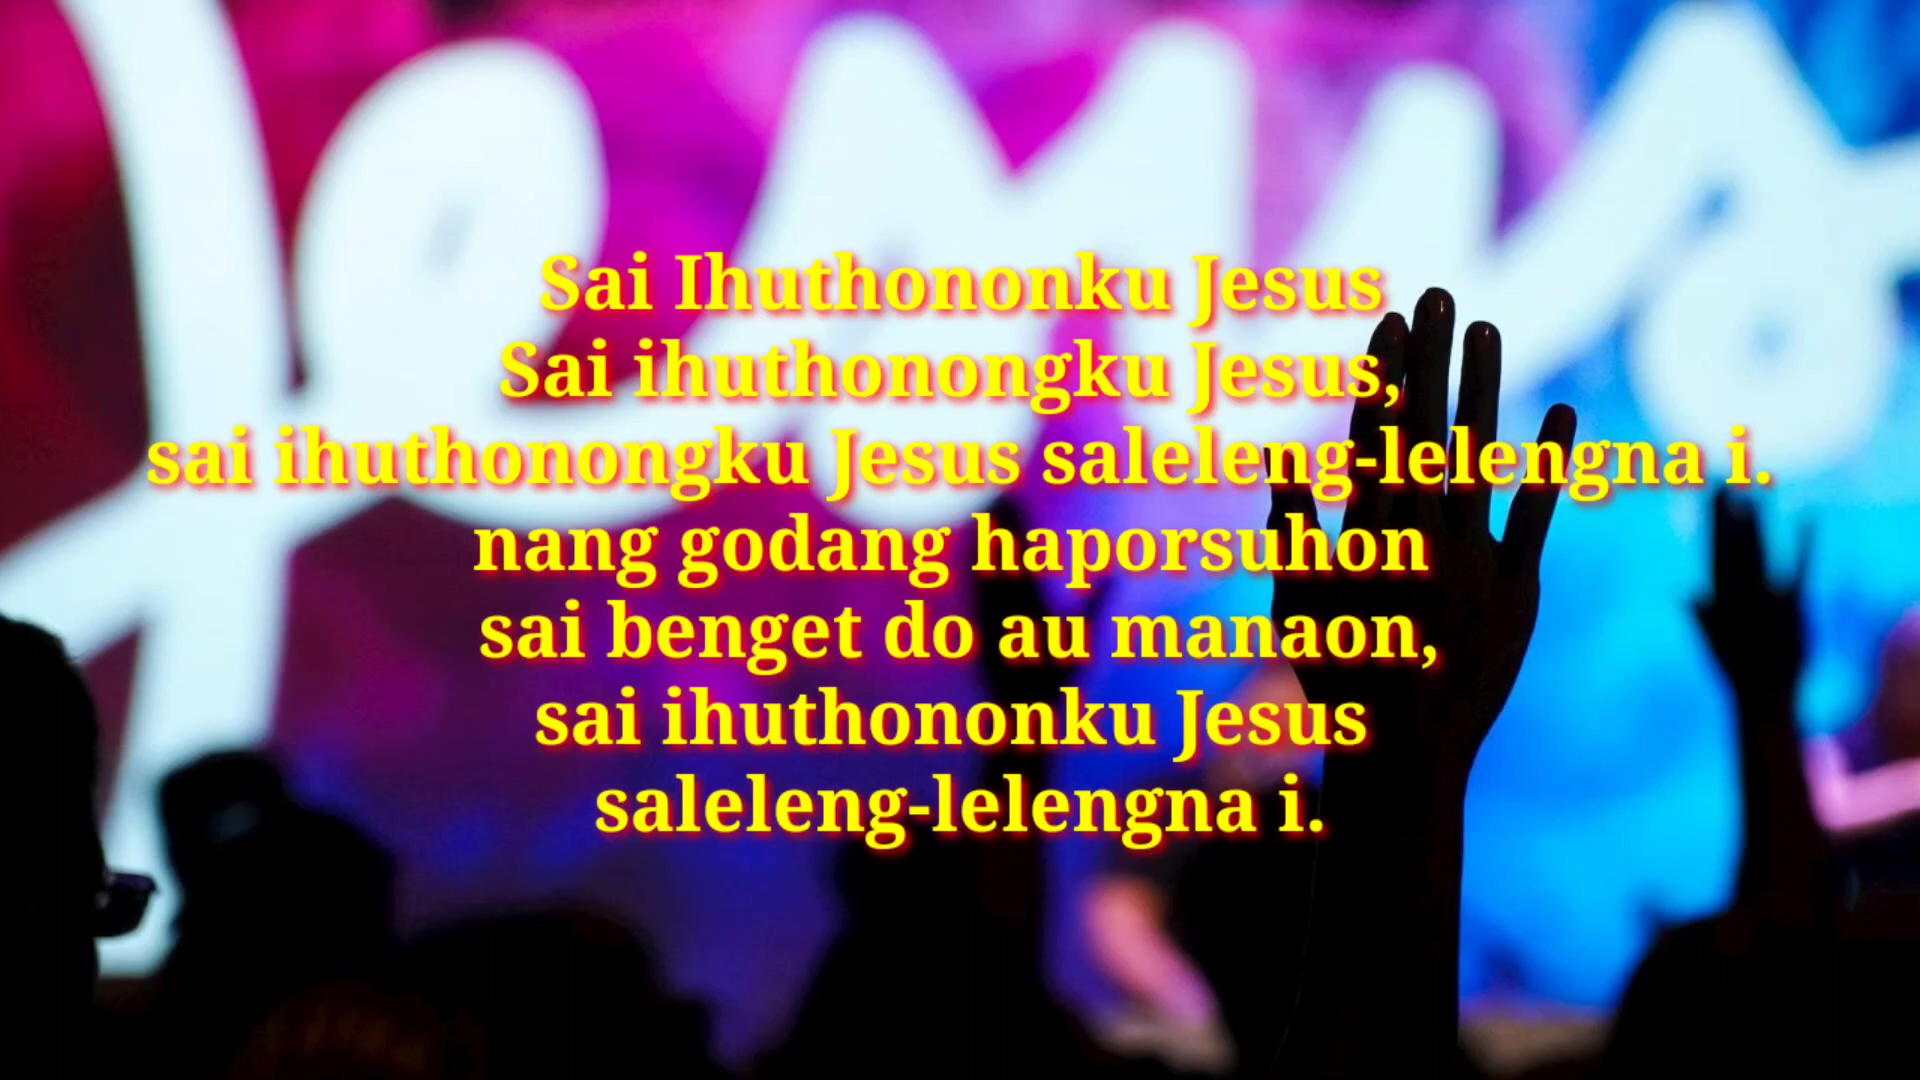 Jesus
Sai Ihuthononku Jesus
Sai ihuthonongku Jesus,
sai ihuthonongku Jesus saleleng-lelengna i.
nang godang haporsuhon
sai benget do au manaon,
sai ihuthononku Jesus
saleleng-lelengna i.